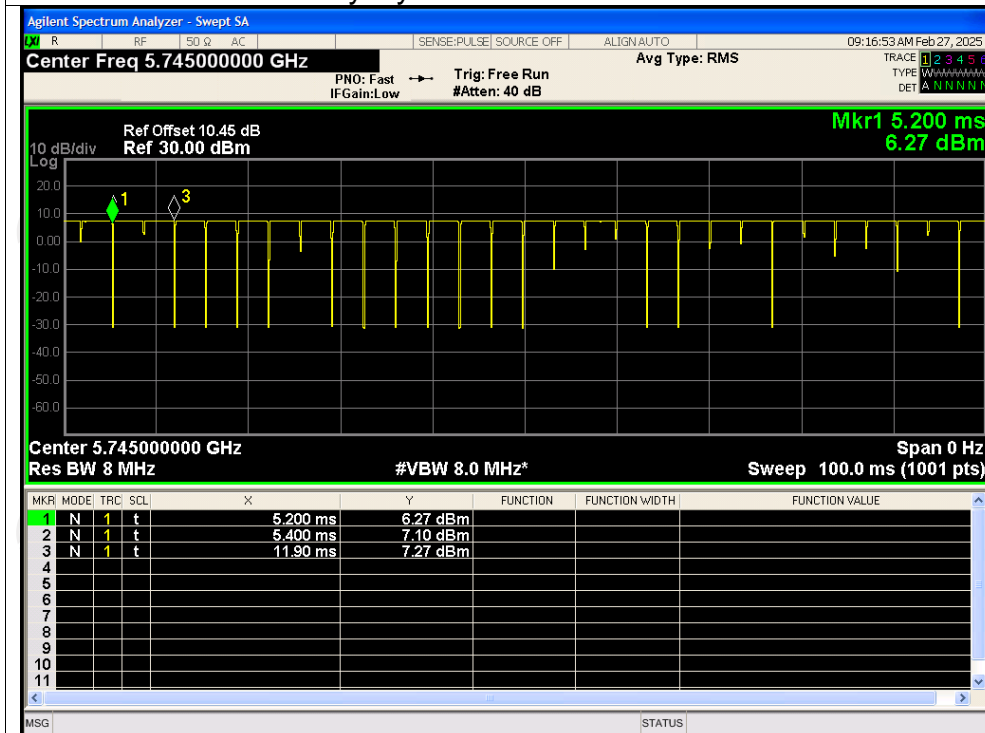 Agilent Spectrum Analyzer - Swept SA
LXI R RF 50 Ω AC SENSE:PULSE SOURCE OFF ALIGN AUTO 09:16:53 AM Feb 27, 2025
Center Freq 5.745000000 GHz
PNO: Fast
IFGain:Low
Trig: Free Run
#Atten: 40 dB
Avg Type: RMS
TRACE 1 2 3 4 5 6
TYPE
DET A N N N N N
Mkr1 5.200 ms
6.27 dBm
Ref Offset 10.45 dB
10 dB/div Ref 30.00 dBm
Log
20.0
10.0
0.00
-10.0
-20.0
-30.0
-40.0
-50.0
-60.0
1
3
Center 5.745000000 GHz Span 0 Hz
Res BW 8 MHz #VBW 8.0 MHz* Sweep 100.0 ms (1001 pts)
MKR MODE TRC SCL X Y FUNCTION FUNCTION WIDTH FUNCTION VALUE
1 N 1 t 5.200 ms 6.27 dBm
2 N 1 t 5.400 ms 7.10 dBm
3 N 1 t 11.90 ms 7.27 dBm
4
5
6
7
8
9
10
11
MSG STATUS